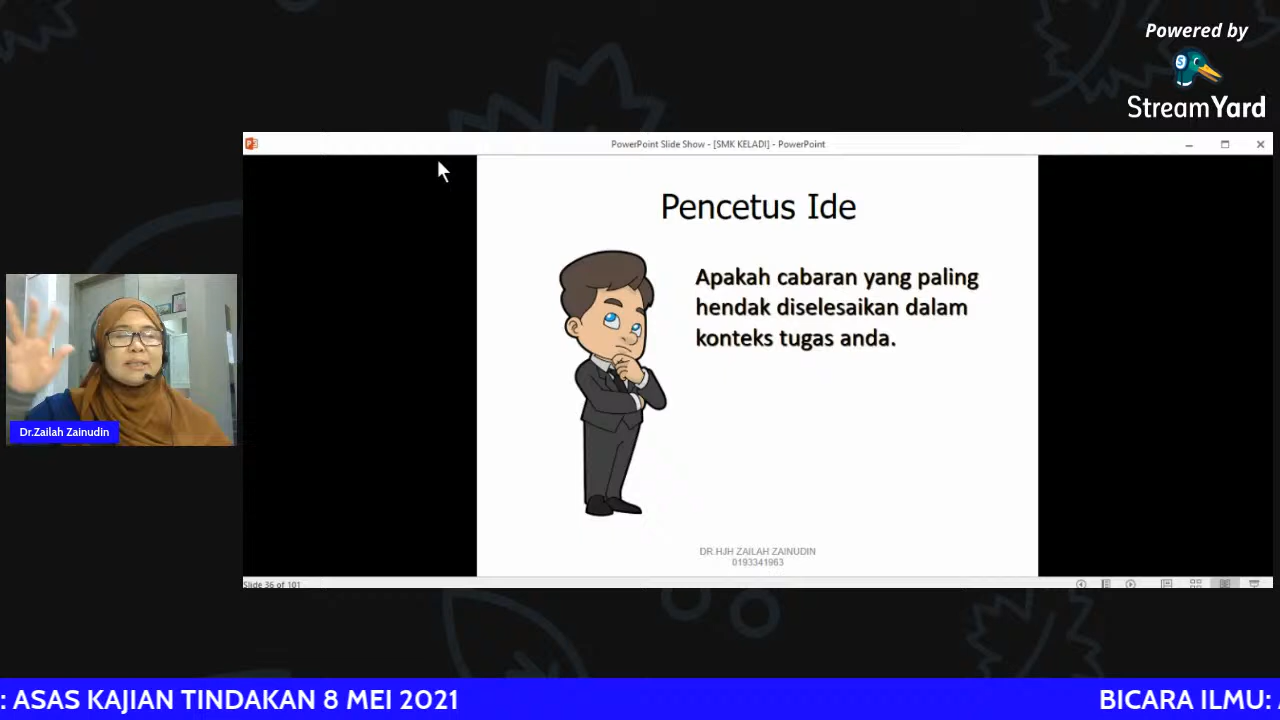 Powered by
StreamYard
PowerPoint Slide Show - [SMK KELADI] - PowerPoint
Pencetus Ide
Apakah cabaran yang paling
hendak diselesaikan dalam
konteks tugas anda.
Dr.Zailah Zainudin
DR.HJH ZAILAH ZAINUDIN
0193341963
Slide 36 of 101
: ASAS KAJIAN TINDAKAN 8 MEI 2021
BICARA ILMU: